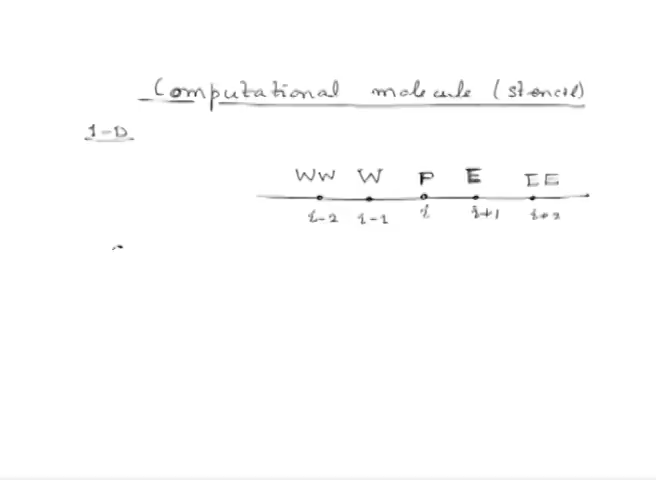 Computational molecule (stencil)
1-D
WW W P E EE
i-2 i-1 i i+1 i+2